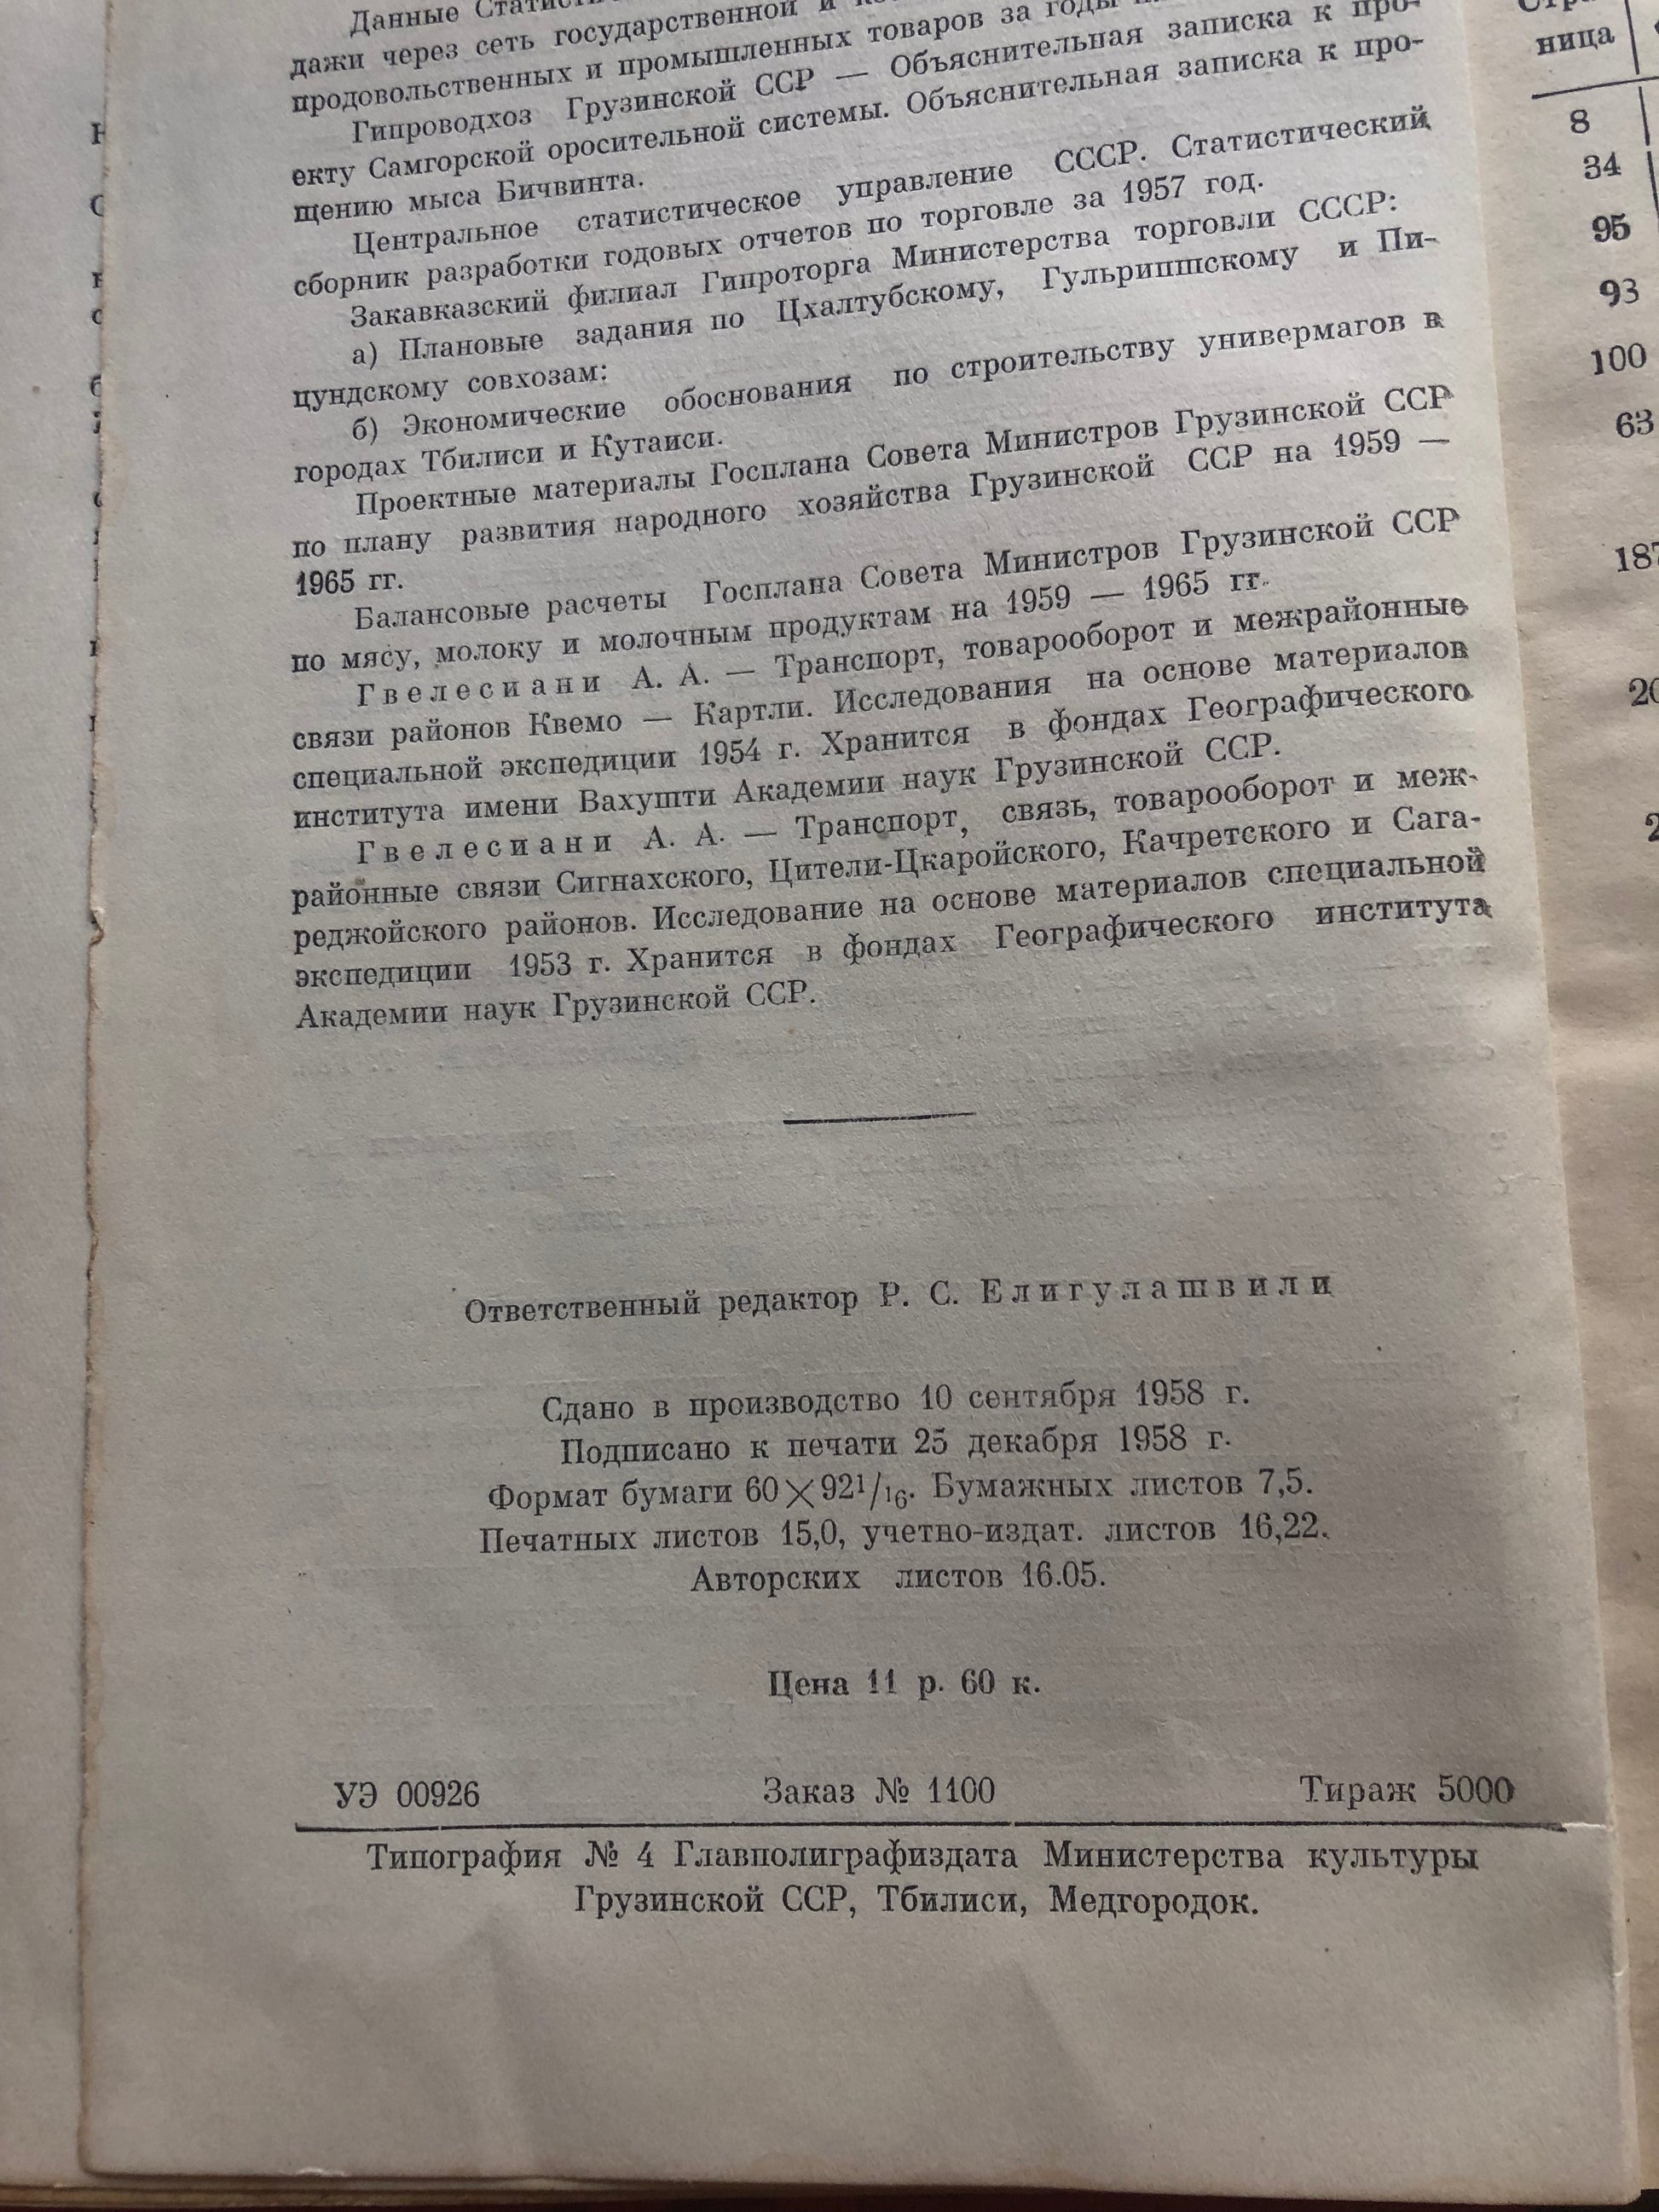 Данные
дажи через сеть государственной и
продовольственных и промышленных товаров за годы
Гипроводхоз Грузинской ССР — Объяснительная записка к про-
екту Самгорской оросительной системы. Объяснительная записка к про-
щению мыса Бичвинта.
Центральное статистическое управление СССР. Статистический
сборник разработки годовых отчетов по торговле за 1957 год.
Закавказский филиал Гипроторга Министерства торговли СССР:
а) Плановые задания по Цхалтубскому, Гульрипшскому и Пи-
цундскому совхозам:
б) Экономические обоснования по строительству универмагов в
городах Тбилиси и Кутаиси.
Проектные материалы Госплана Совета Министров Грузинской ССР
по плану развития народного хозяйства Грузинской ССР на 1959 —
1965 гг.
Балансовые расчеты Госплана Совета Министров Грузинской ССР
по мясу, молоку и молочным продуктам на 1959 — 1965 гг.
Гвелесиани А. А. — Транспорт, товарооборот и межрайонные
связи районов Квемо — Картли. Исследования на основе материалов
специальной экспедиции 1954 г. Хранится в фондах Географического
института имени Вахушти Академии наук Грузинской ССР.
Гвелесиани А. А. — Транспорт, связь, товарооборот и меж-
районные связи Сигнахского, Цители-Цкаройского, Качретского и Сага-
реджойского районов. Исследование на основе материалов специальной
экспедиции 1953 г. Хранится в фондах Географического института
Академии наук Грузинской ССР.
Ответственный редактор Р. С. Елигулашвили
Сдано в производство 10 сентября 1958 г.
Подписано к печати 25 декабря 1958 г.
Формат бумаги 60×92¹/₁₆. Бумажных листов 7,5.
Печатных листов 15,0, учетно-издат. листов 16,22.
Авторских листов 16.05.
Цена 11 р. 60 к.
УЭ 00926 Заказ № 1100 Тираж 5000
Типография № 4 Главполиграфиздата Министерства культуры
Грузинской ССР, Тбилиси, Медгородок.
ница
8
34
95
93
100
63
187